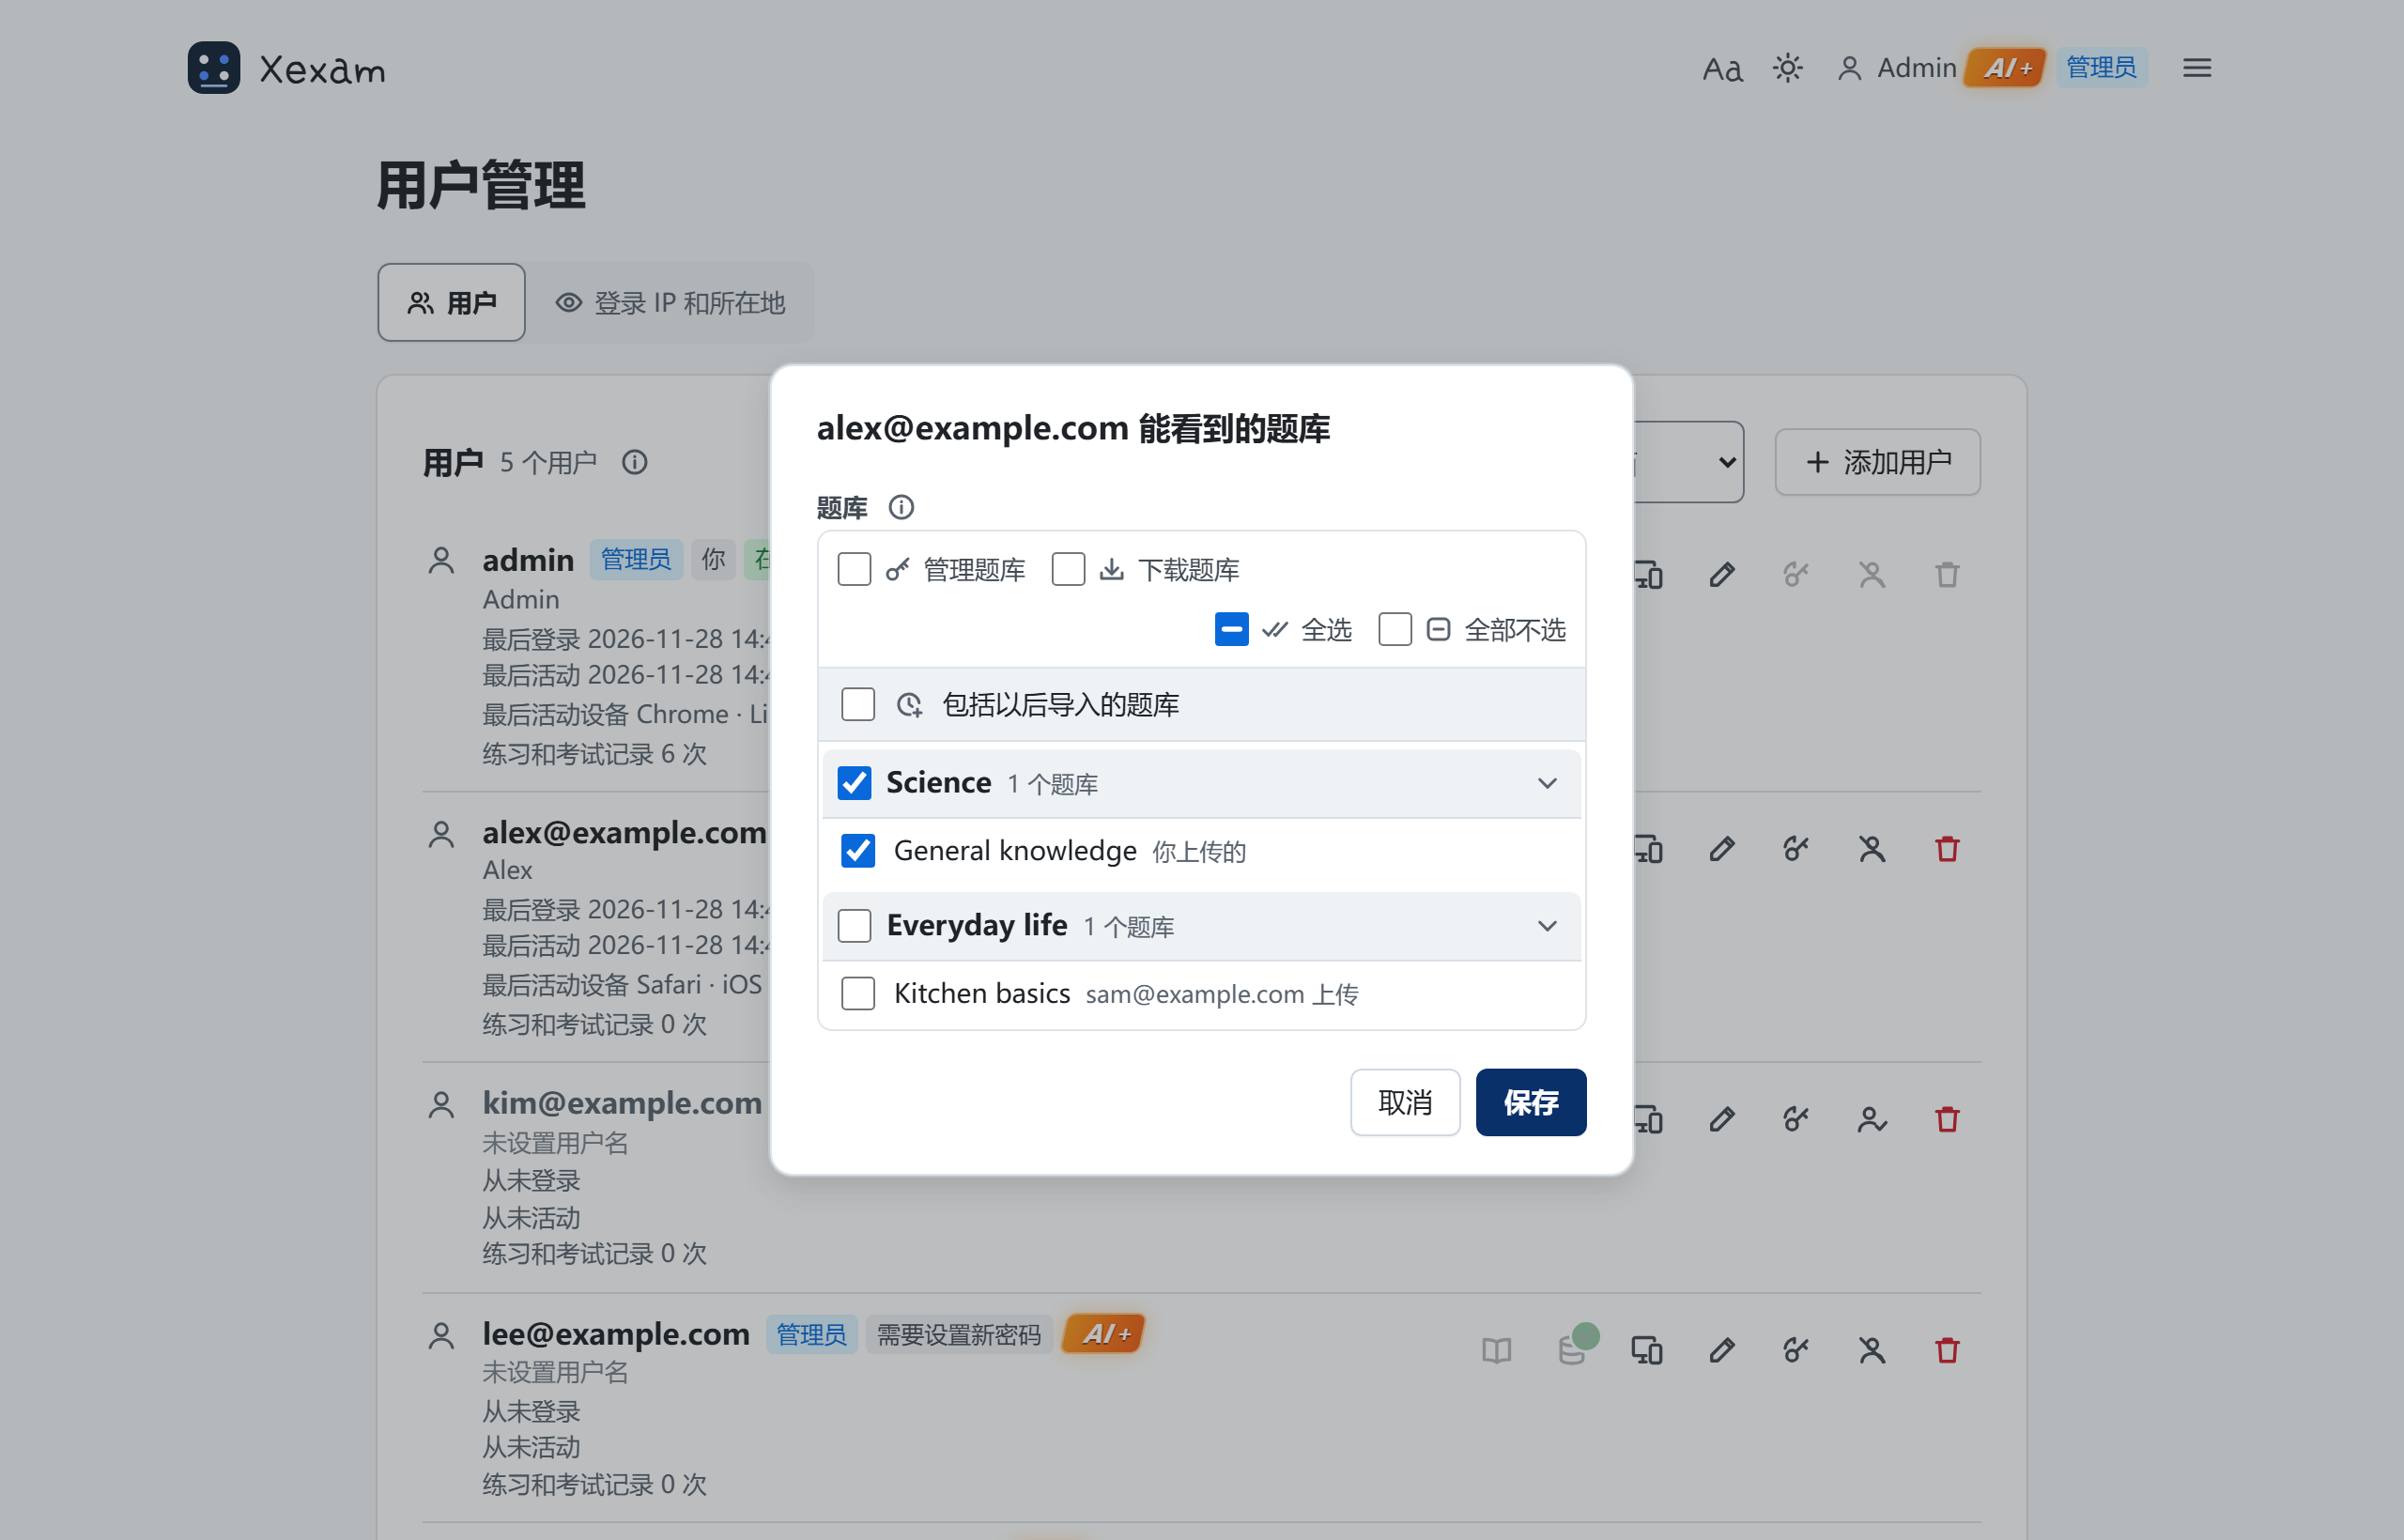 Xexam
Aa Admin AI+ 管理员
用户管理
用户 登录 IP 和所在地
用户 5 个用户
添加用户
admin 管理员 你
Admin
最后登录 2026-11-28 14:
最后活动 2026-11-28 14:
最后活动设备 Chrome · Li
练习和考试记录 6 次
alex@example.com
Alex
最后登录 2026-11-28 14:
最后活动 2026-11-28 14:
最后活动设备 Safari · iOS
练习和考试记录 0 次
kim@example.com
未设置用户名
从未登录
从未活动
练习和考试记录 0 次
lee@example.com 管理员 需要设置新密码 AI+
未设置用户名
从未登录
从未活动
练习和考试记录 0 次
alex@example.com 能看到的题库
题库
管理题库 下载题库
全选 全部不选
包括以后导入的题库
Science 1 个题库
General knowledge 你上传的
Everyday life 1 个题库
Kitchen basics sam@example.com 上传
取消 保存